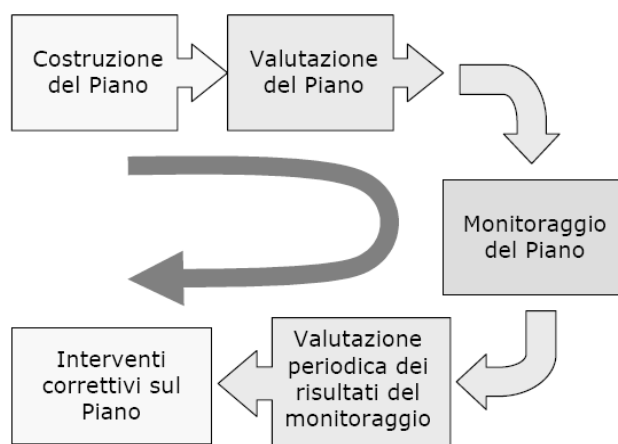 Costruzione
del Piano
Valutazione
del Piano
Monitoraggio
del Piano
Valutazione
periodica dei
risultati del
monitoraggio
Interventi
correttivi sul
Piano